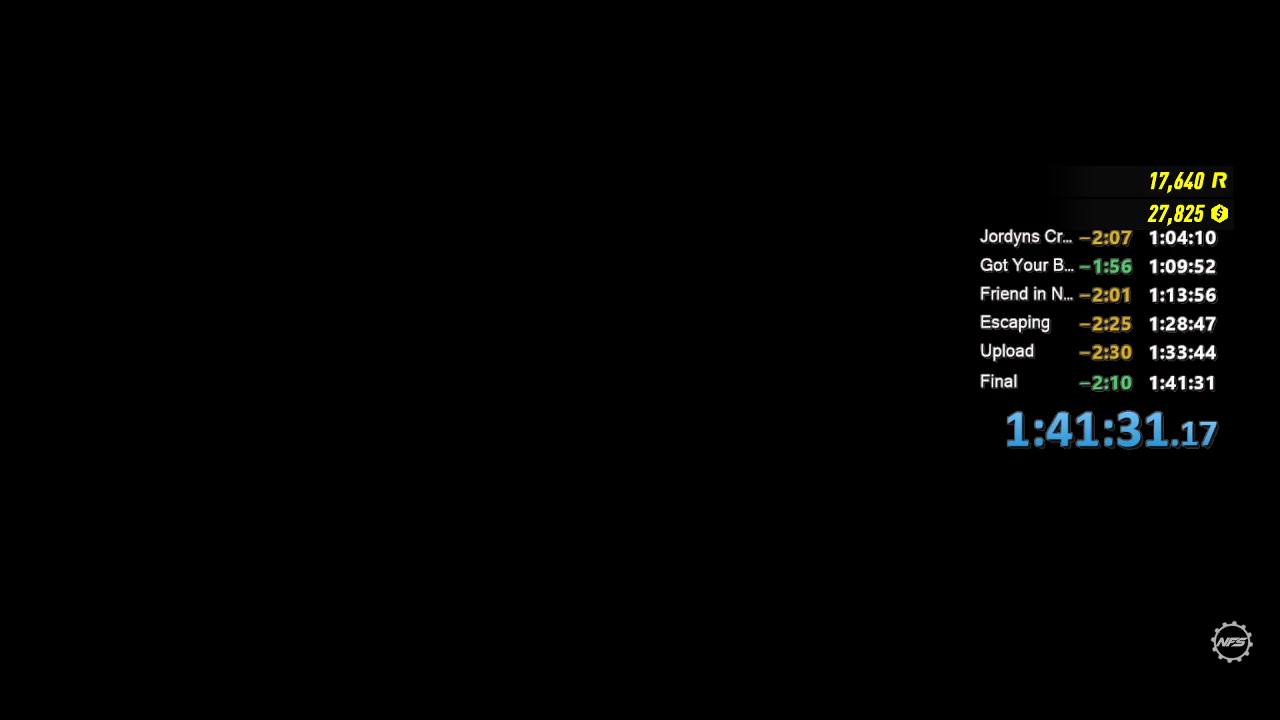 17,640 R
27,825
Jordyns Cr... −2:07 1:04:10
Got Your B... −1:56 1:09:52
Friend in N... −2:01 1:13:56
Escaping −2:25 1:28:47
Upload −2:30 1:33:44
Final −2:10 1:41:31
1:41:31.17
NFS